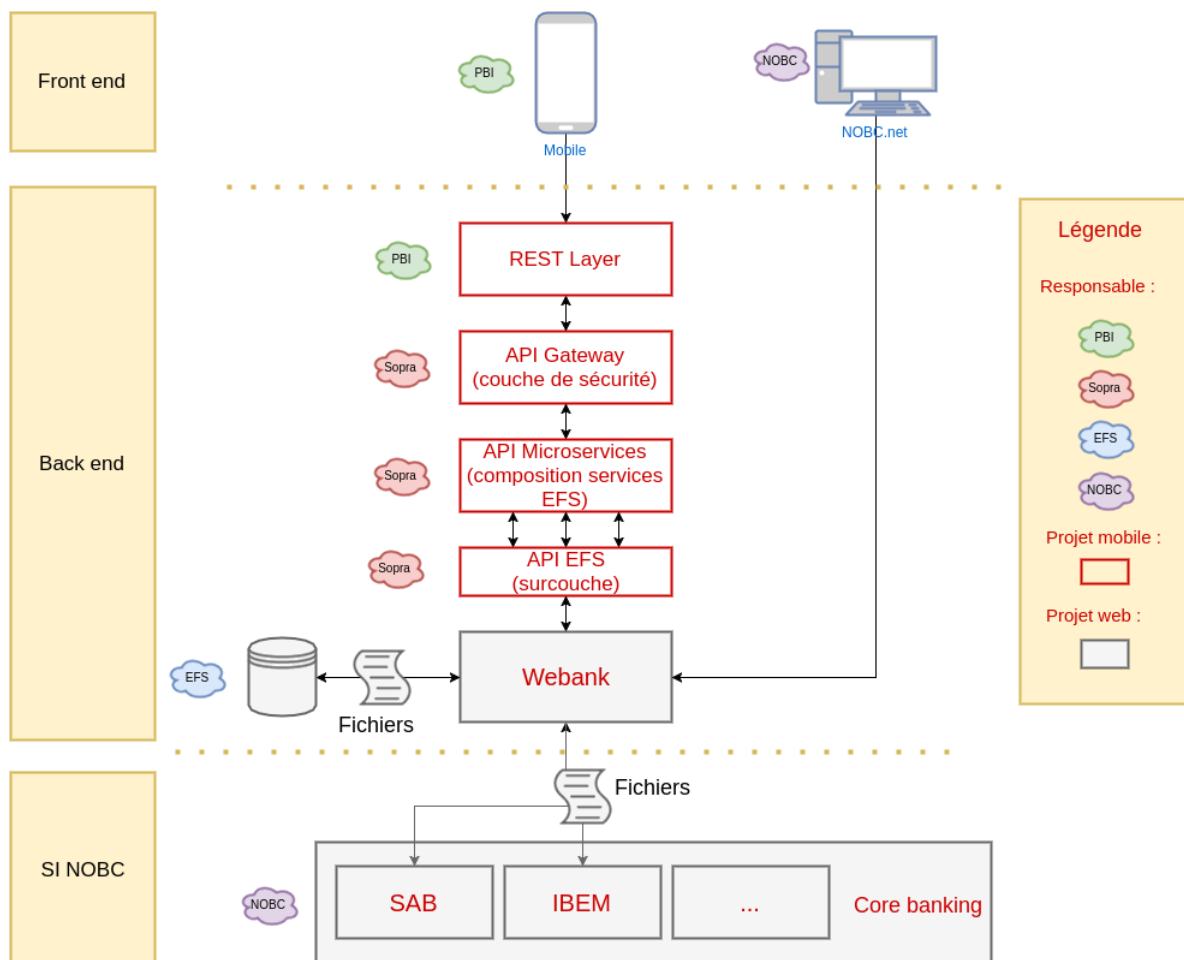 Front end
PBI
Mobile
NOBC
NOBC.net
Back end
PBI
REST Layer
Sopra
API Gateway
(couche de sécurité)
Sopra
API Microservices
(composition services
EFS)
Sopra
API EFS
(surcouche)
EFS
Fichiers
Webank
Légende
Responsable :
PBI
Sopra
EFS
NOBC
Projet mobile :
Projet web :
SI NOBC
Fichiers
NOBC
SAB
IBEM
...
Core banking